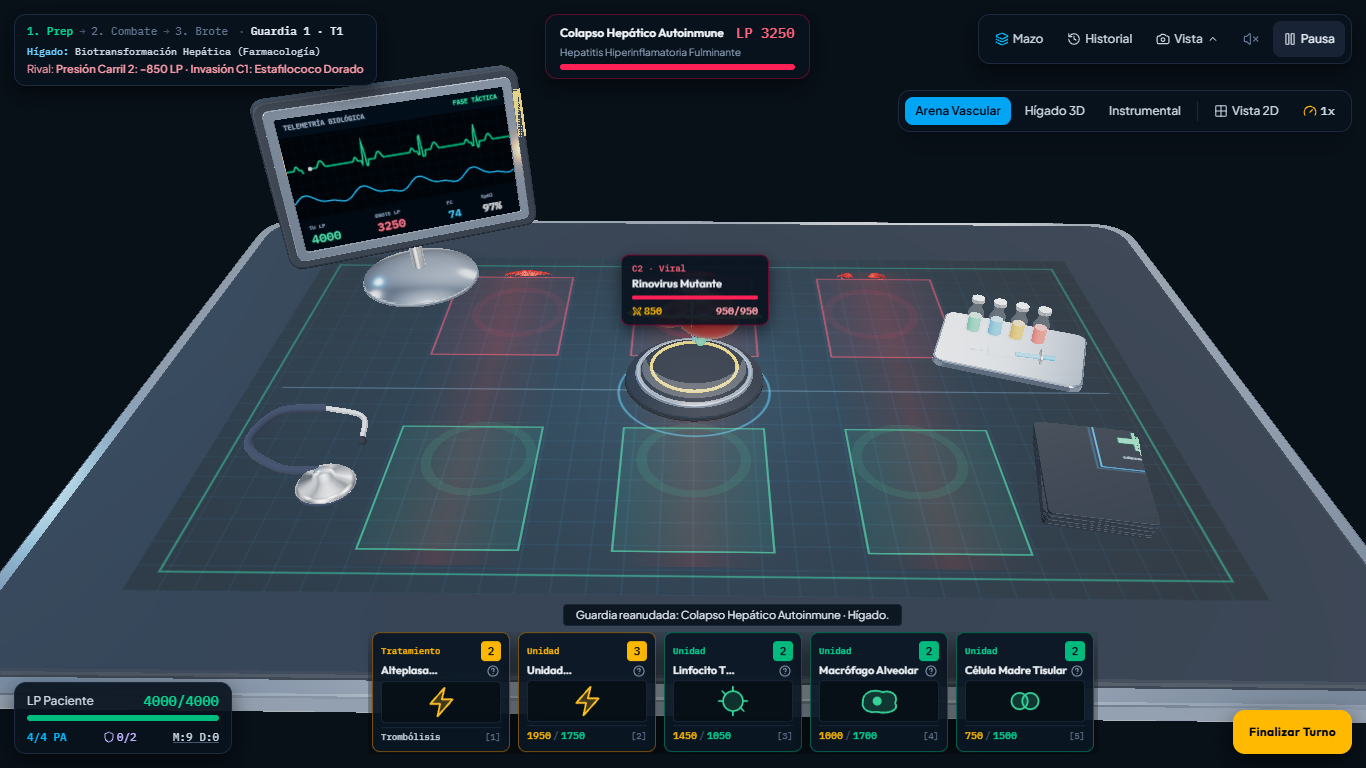 1. Prep → 2. Combate → 3. Brote · Guardia 1 · T1
Hígado: Biotransformación Hepática (Farmacología)
Rival: Presión Carril 2: -850 LP · Invasión C1: Estafilococo Dorado
Colapso Hepático Autoinmune LP 3250
Hepatitis Hiperinflamatoria Fulminante
Mazo Historial Vista Pausa
Arena Vascular Hígado 3D Instrumental Vista 2D 1x
TELEMETRÍA BIOLÓGICA FASE TÁCTICA
TU LP 4000
BROTE LP 3250
FC 74
SpO2 97%
C2 · Viral
Rinovirus Mutante
850 950/950
Guardia reanudada: Colapso Hepático Autoinmune · Hígado.
Tratamiento 2
Alteplasa...
Trombólisis [1]
Unidad 3
Unidad...
1950 / 1750 [2]
Unidad 2
Linfocito T...
1450 / 1050 [3]
Unidad 2
Macrófago Alveolar
1000 / 1700 [4]
Unidad 2
Célula Madre Tisular
750 / 1500 [5]
LP Paciente 4000/4000
4/4 PA 0/2 M:9 D:0
Finalizar Turno